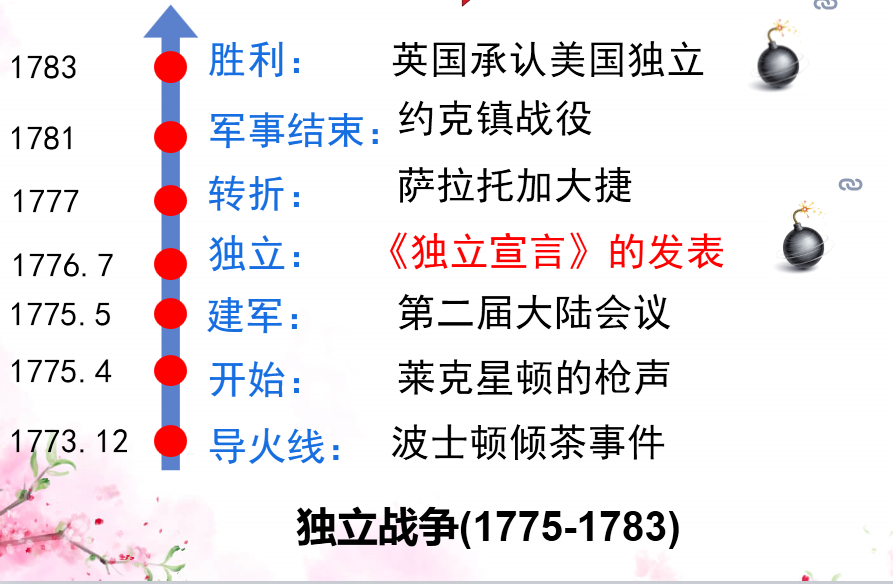 1783 胜利： 英国承认美国独立
1781 军事结束： 约克镇战役
1777 转折： 萨拉托加大捷
1776.7 独立： 《独立宣言》的发表
1775.5 建军： 第二届大陆会议
1775.4 开始： 莱克星顿的枪声
1773.12 导火线： 波士顿倾茶事件
独立战争(1775-1783)